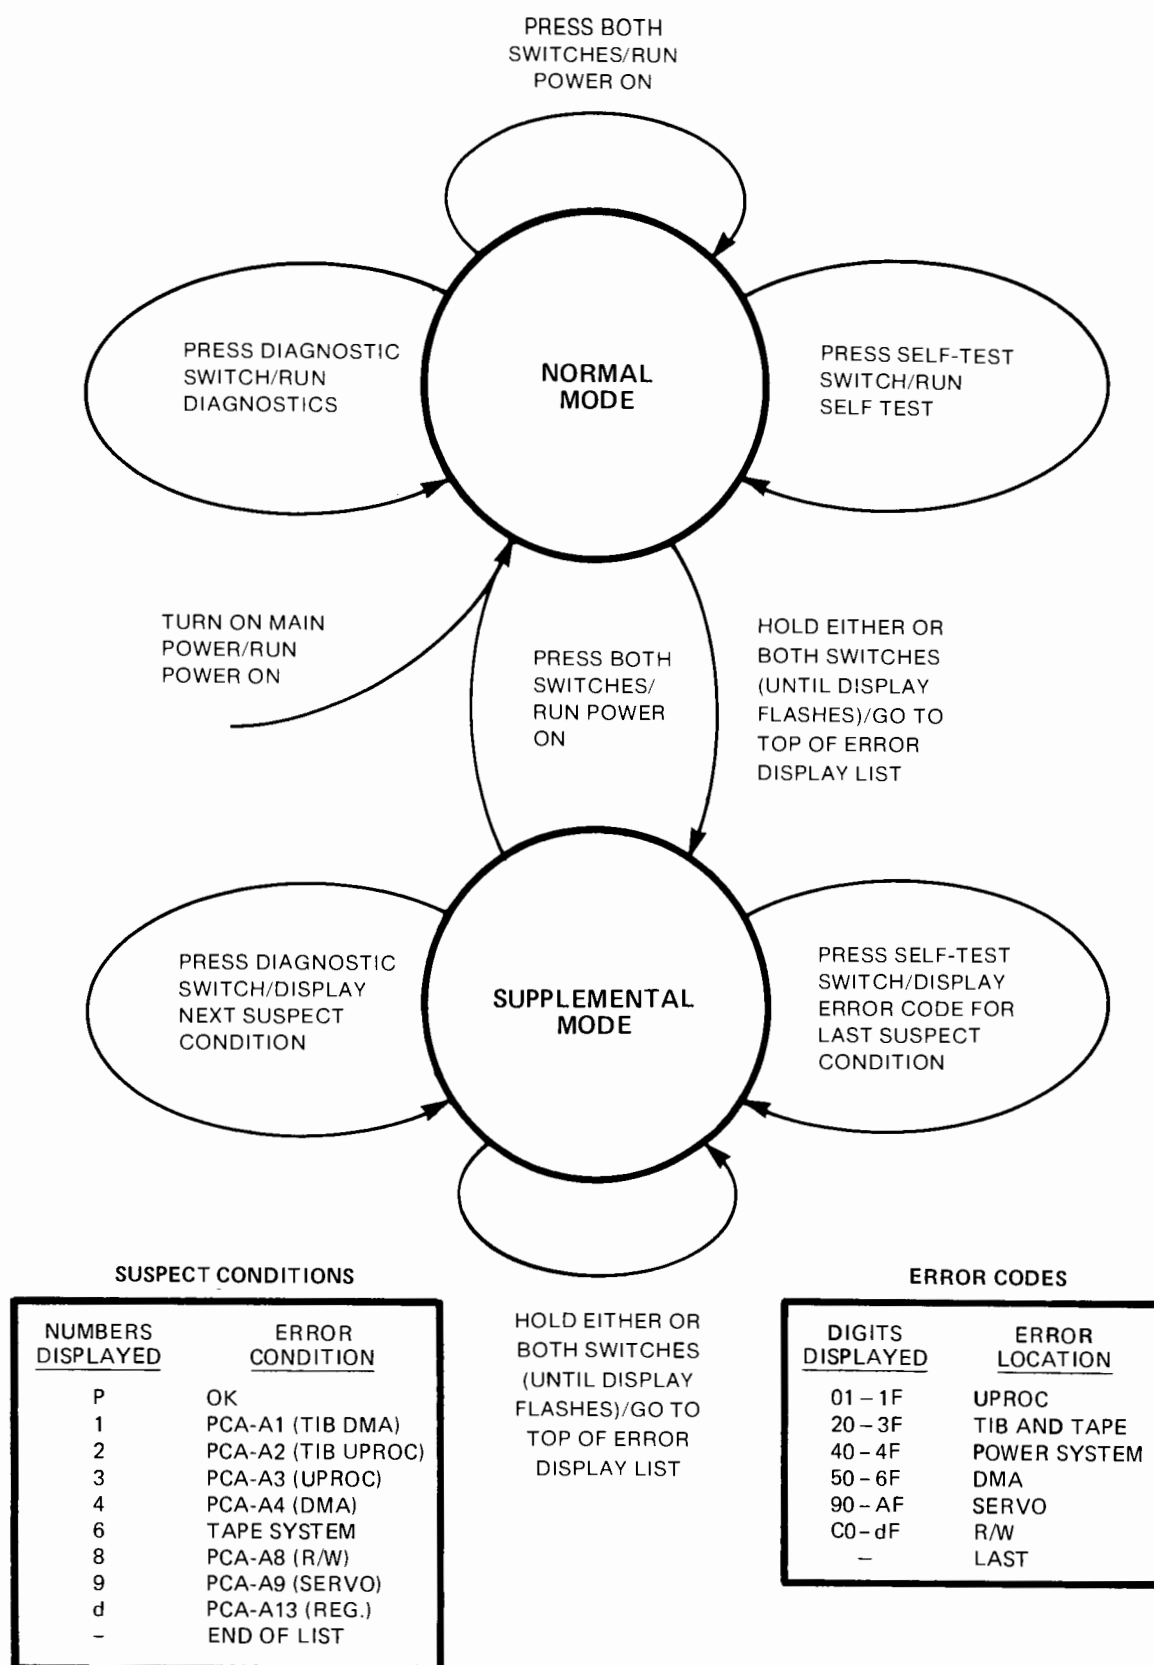 PRESS BOTH
SWITCHES/RUN
POWER ON
PRESS DIAGNOSTIC
SWITCH/RUN
DIAGNOSTICS
NORMAL
MODE
PRESS SELF-TEST
SWITCH/RUN
SELF TEST
TURN ON MAIN
POWER/RUN
POWER ON
PRESS BOTH
SWITCHES/
RUN POWER
ON
HOLD EITHER OR
BOTH SWITCHES
(UNTIL DISPLAY
FLASHES)/GO TO
TOP OF ERROR
DISPLAY LIST
PRESS DIAGNOSTIC
SWITCH/DISPLAY
NEXT SUSPECT
CONDITION
SUPPLEMENTAL
MODE
PRESS SELF-TEST
SWITCH/DISPLAY
ERROR CODE FOR
LAST SUSPECT
CONDITION
HOLD EITHER OR
BOTH SWITCHES
(UNTIL DISPLAY
FLASHES)/GO TO
TOP OF ERROR
DISPLAY LIST
SUSPECT CONDITIONS
NUMBERS DISPLAYED ERROR CONDITION
P OK
1 PCA-A1 (TIB DMA)
2 PCA-A2 (TIB UPROC)
3 PCA-A3 (UPROC)
4 PCA-A4 (DMA)
6 TAPE SYSTEM
8 PCA-A8 (R/W)
9 PCA-A9 (SERVO)
d PCA-A13 (REG.)
– END OF LIST
ERROR CODES
DIGITS DISPLAYED ERROR LOCATION
01 – 1F UPROC
20 – 3F TIB AND TAPE
40 – 4F POWER SYSTEM
50 – 6F DMA
90 – AF SERVO
C0 – dF R/W
– LAST